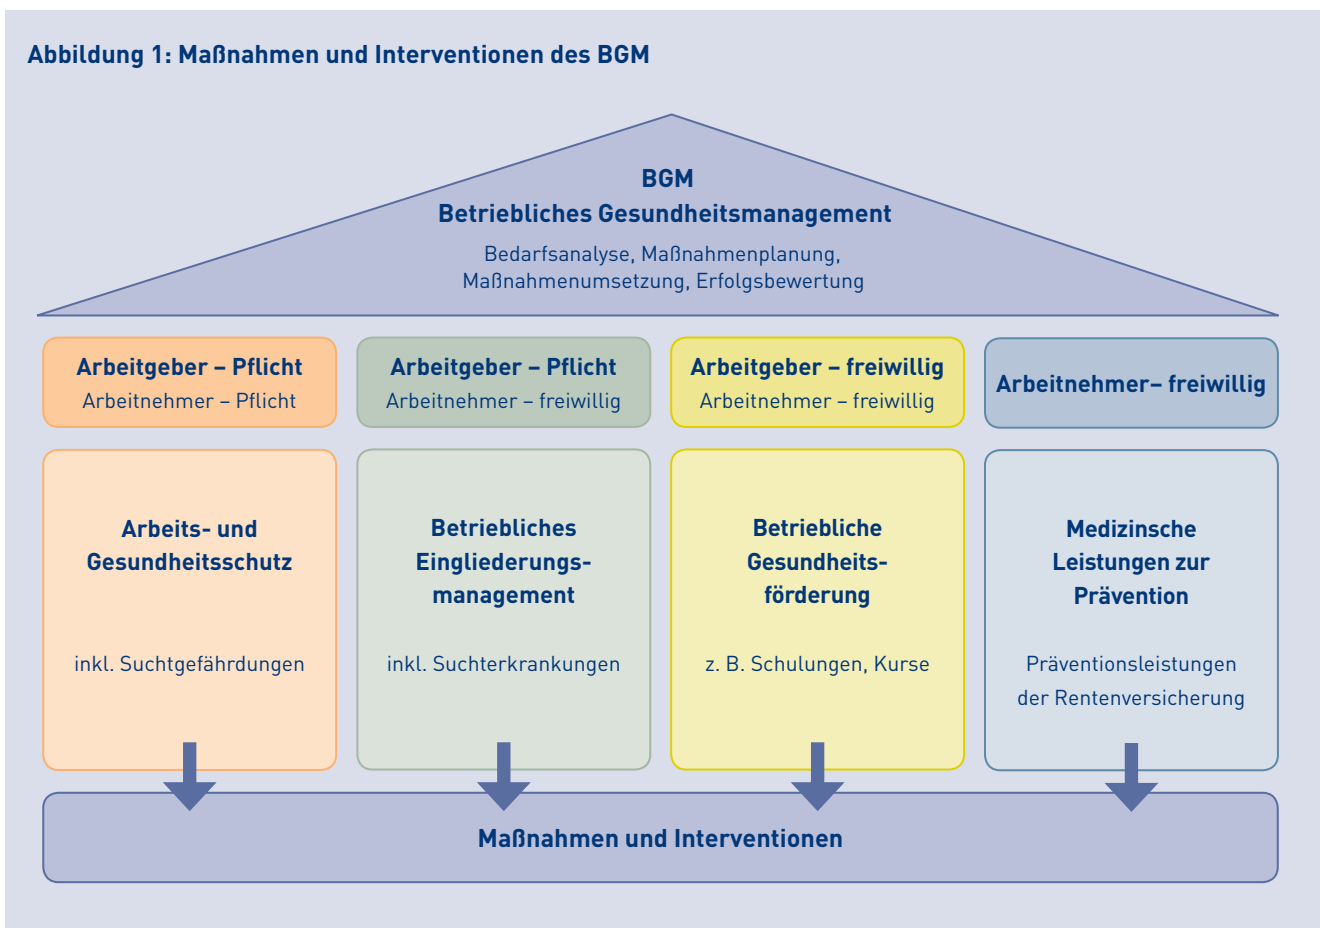 Abbildung 1: Maßnahmen und Interventionen des BGM
BGM
Betriebliches Gesundheitsmanagement
Bedarfsanalyse, Maßnahmenplanung,
Maßnahmenumsetzung, Erfolgsbewertung
Arbeitgeber – Pflicht
Arbeitnehmer – Pflicht
Arbeitgeber – Pflicht
Arbeitnehmer – freiwillig
Arbeitgeber – freiwillig
Arbeitnehmer – freiwillig
Arbeitnehmer– freiwillig
Arbeits- und
Gesundheitsschutz
inkl. Suchtgefährdungen
Betriebliches
Eingliederungs-
management
inkl. Suchterkrankungen
Betriebliche
Gesundheits-
förderung
z. B. Schulungen, Kurse
Medizinsche
Leistungen zur
Prävention
Präventionsleistungen
der Rentenversicherung
Maßnahmen und Interventionen